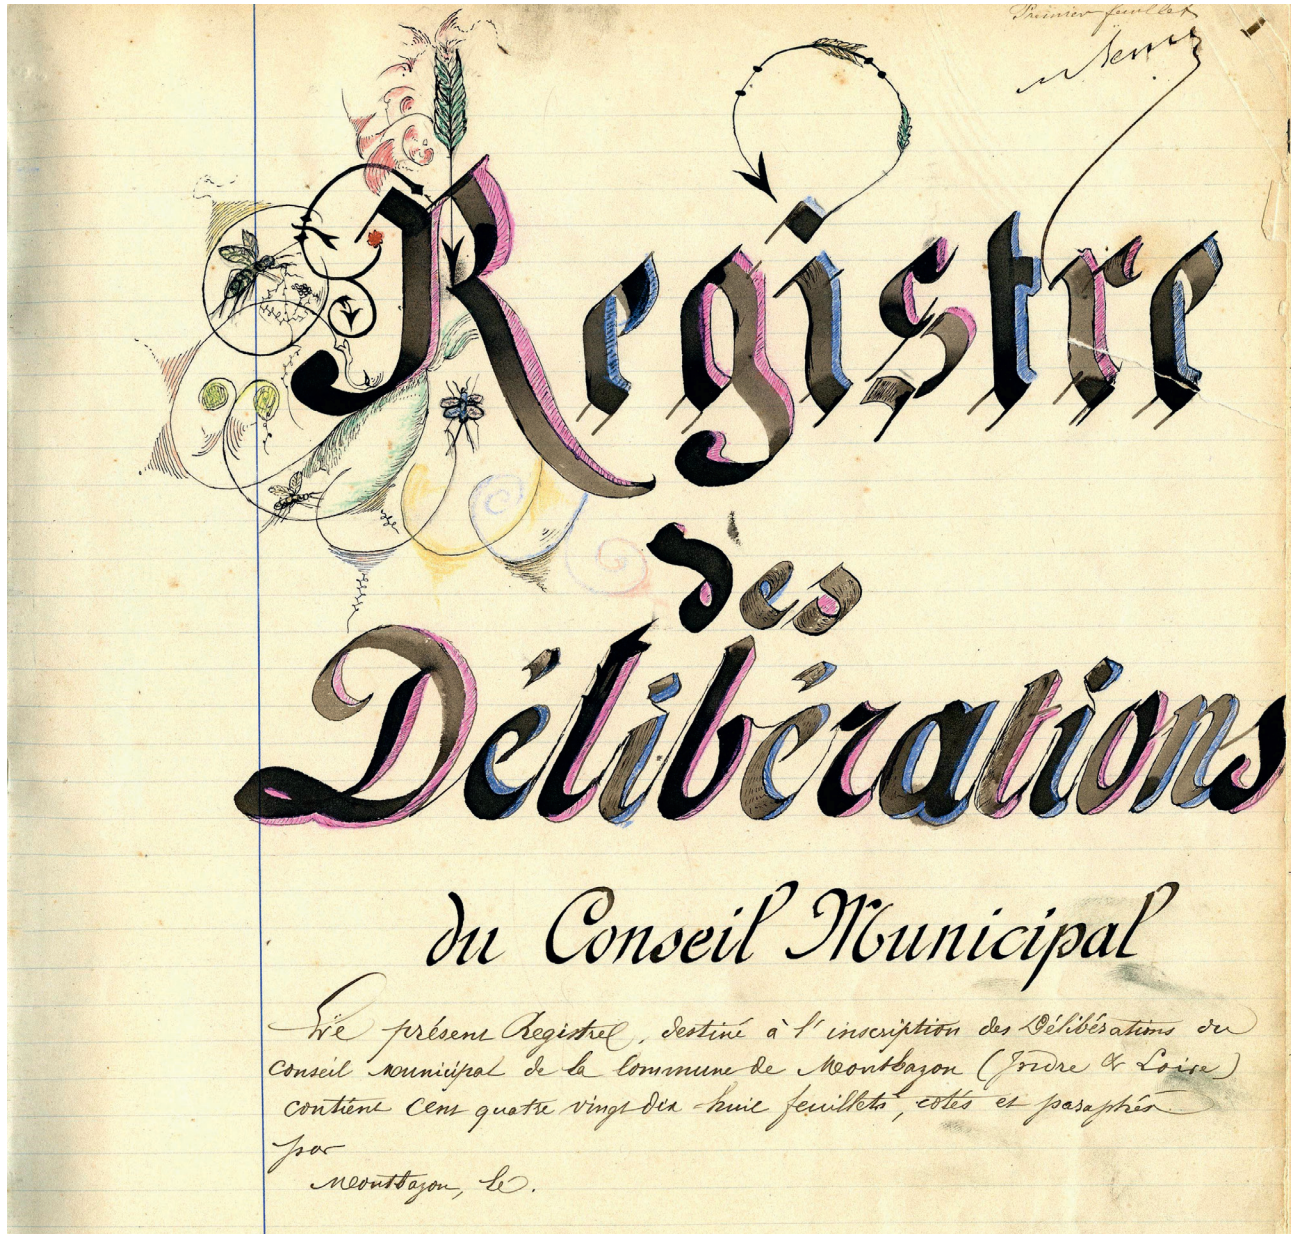 Premier feuillet
Registre
des
Délibérations
du Conseil Municipal
Le présent Registre, destiné à l'inscription des Délibérations du
conseil municipal de la Commune de Montbazon (Indre & Loire)
contient cent quatre vingt dix-huit feuillets, cotés et paraphés
par
Montbazon, le.